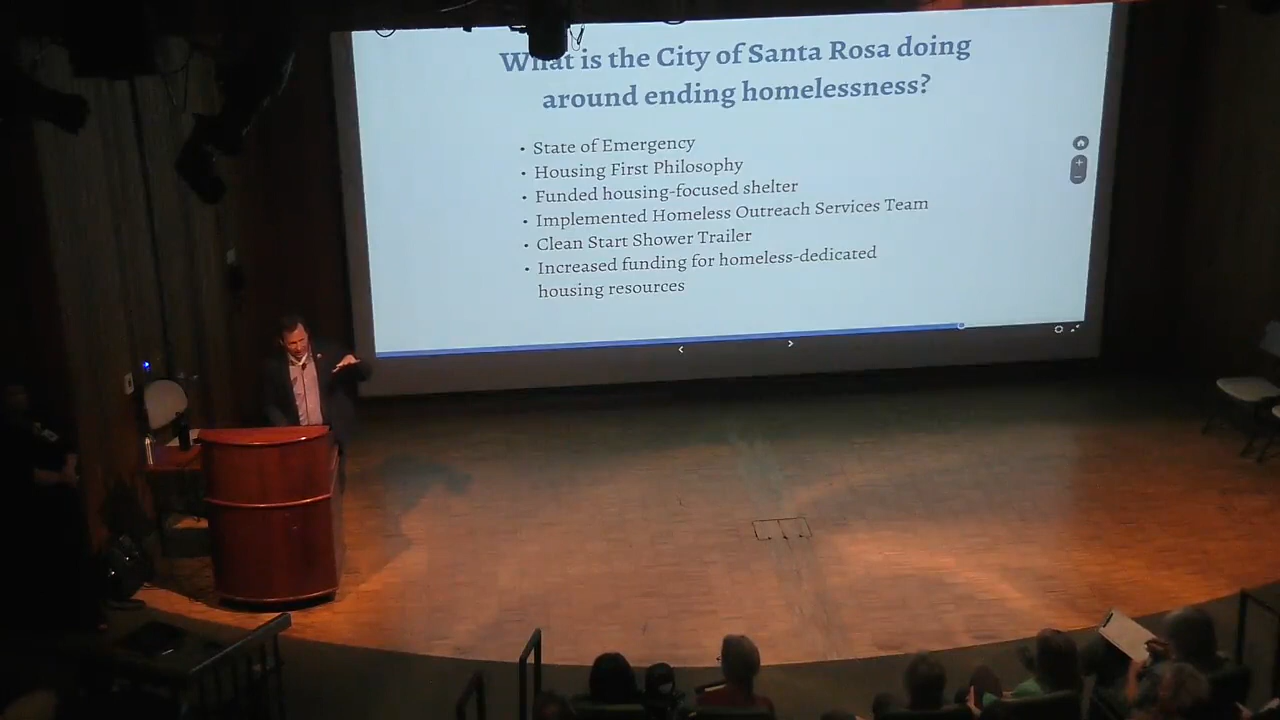 What is the City of Santa Rosa doing
around ending homelessness?
• State of Emergency
• Housing First Philosophy
• Funded housing-focused shelter
• Implemented Homeless Outreach Services Team
• Clean Start Shower Trailer
• Increased funding for homeless-dedicated
housing resources